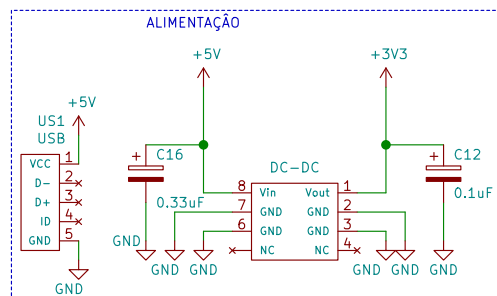 ALIMENTAÇÃO
+5V
+3V3
+5V
US1
USB
VCC 1
D- 2
D+ 3
ID 4
GND 5
GND
+ C16
0.33uF
GND
GND
GND
DC-DC
8 Vin Vout 1
7 GND GND 2
6 GND GND 3
NC NC 4
GND
GND
+ C12
0.1uF
GND